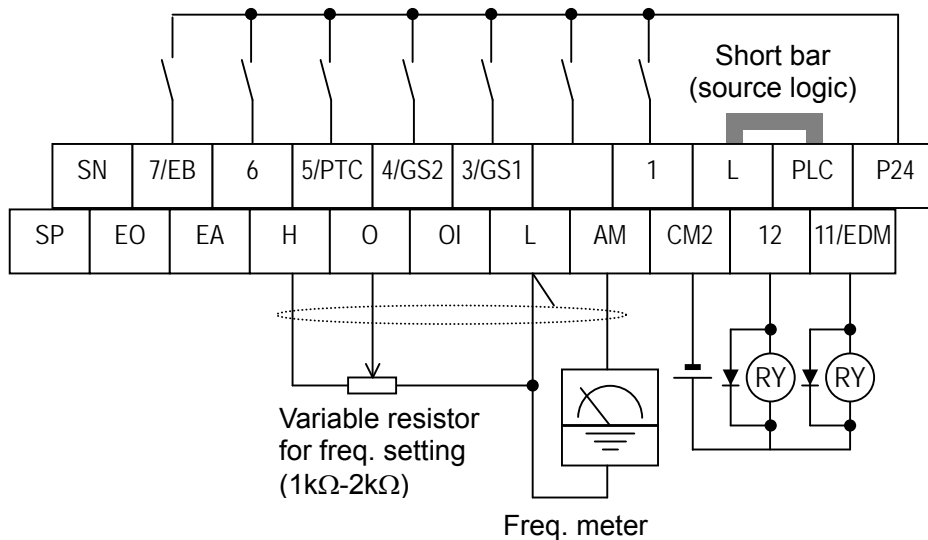 Short bar
(source logic)
SN 7/EB 6 5/PTC 4/GS2 3/GS1 1 L PLC P24
SP EO EA H O OI L AM CM2 12 11/EDM
RY RY
Variable resistor
for freq. setting
(1kΩ-2kΩ)
Freq. meter